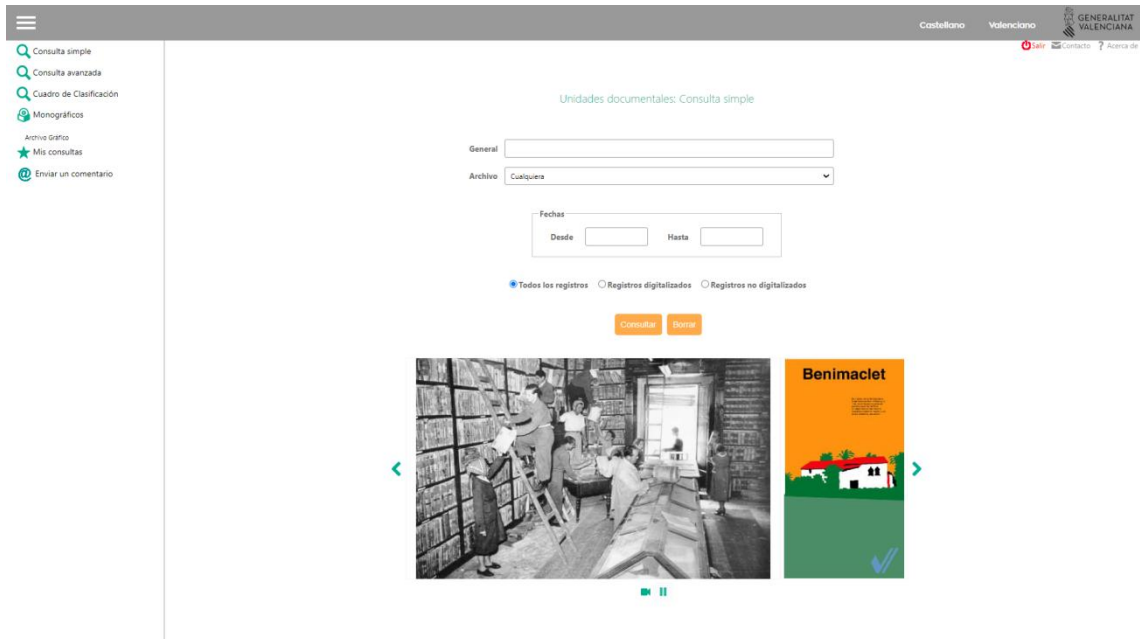 Castellano Valenciano GENERALITAT
VALENCIANA
Salir Contacto ? Acerca de
Consulta simple
Consulta avanzada
Cuadro de Clasificación
Monográficos
Archivo Gráfico
Mis consultas
Enviar un comentario
Unidades documentales: Consulta simple
General
Archivo Cualquiera
Fechas
Desde Hasta
Todos los registros Registros digitalizados Registros no digitalizados
Consultar Borrar
Benimaclet